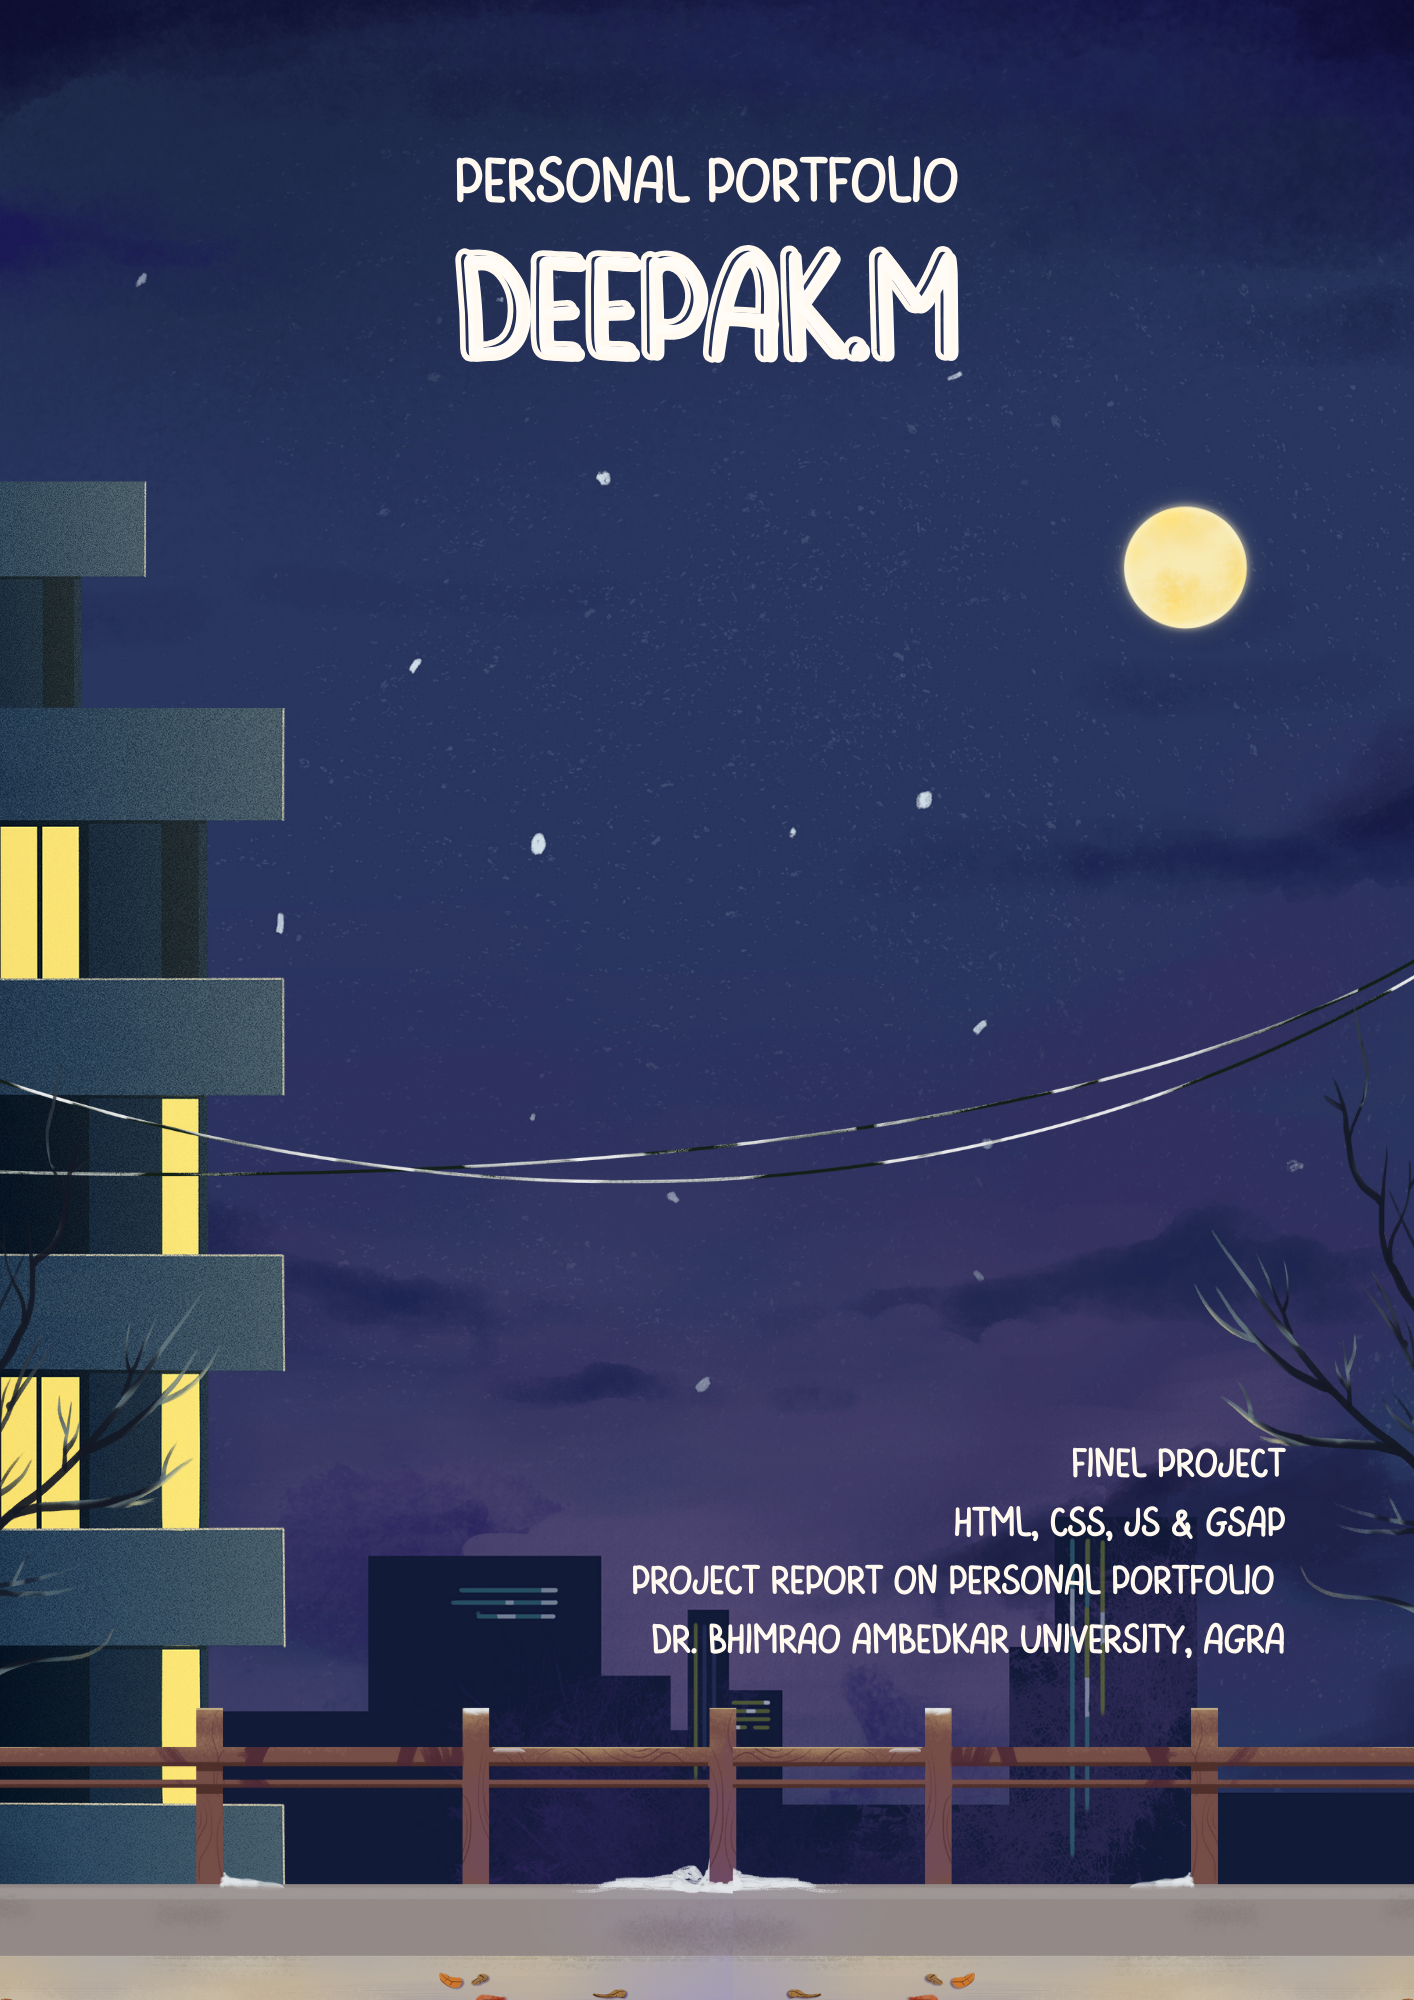 PERSONAL PORTFOLIO
DEEPAK.M
FINEL PROJECT
HTML, CSS, JS & GSAP
PROJECT REPORT ON PERSONAL PORTFOLIO
DR. BHIMRAO AMBEDKAR UNIVERSITY, AGRA